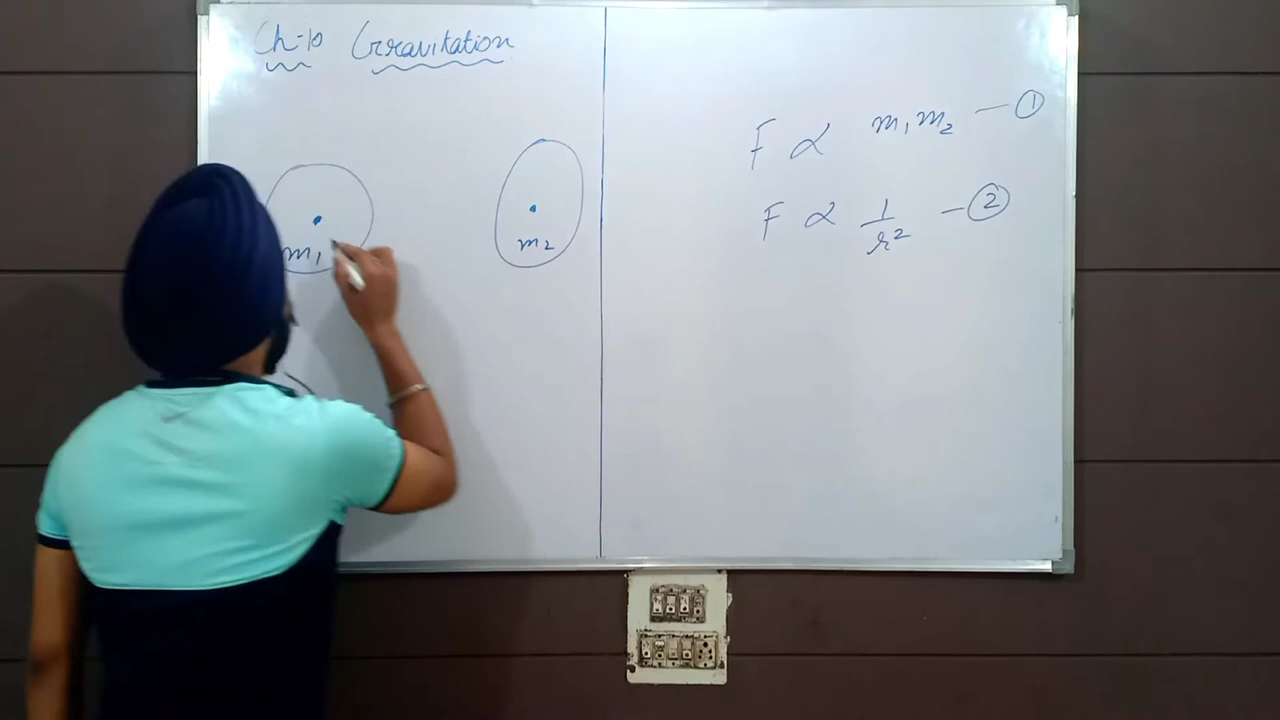 Ch-10 Gravitation
m₁
m₂
F ∝ m₁m₂ — ①
F ∝ 1/r² — ②